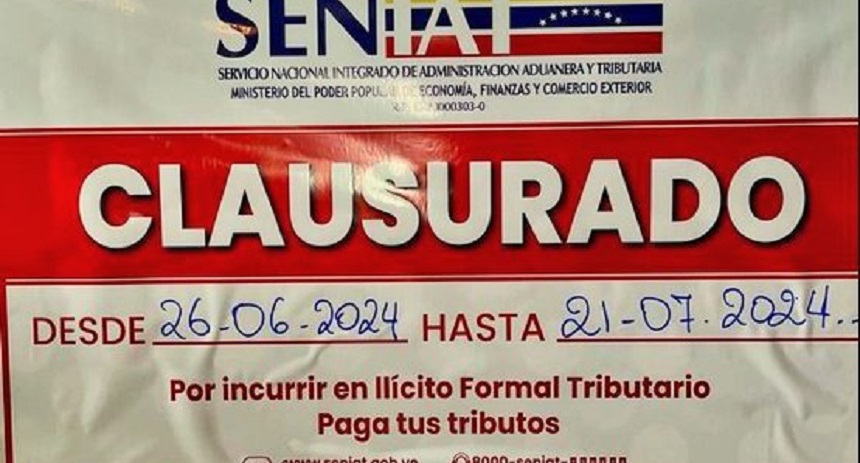 SENIAT
SERVICIO NACIONAL INTEGRADO DE ADMINISTRACION ADUANERA Y TRIBUTARIA
MINISTERIO DEL PODER POPULAR DE ECONOMÍA, FINANZAS Y COMERCIO EXTERIOR
CLAUSURADO
DESDE 26-06-2024 HASTA 21-07.2024.
Por incurrir en Ilícito Formal Tributario
Paga tus tributos